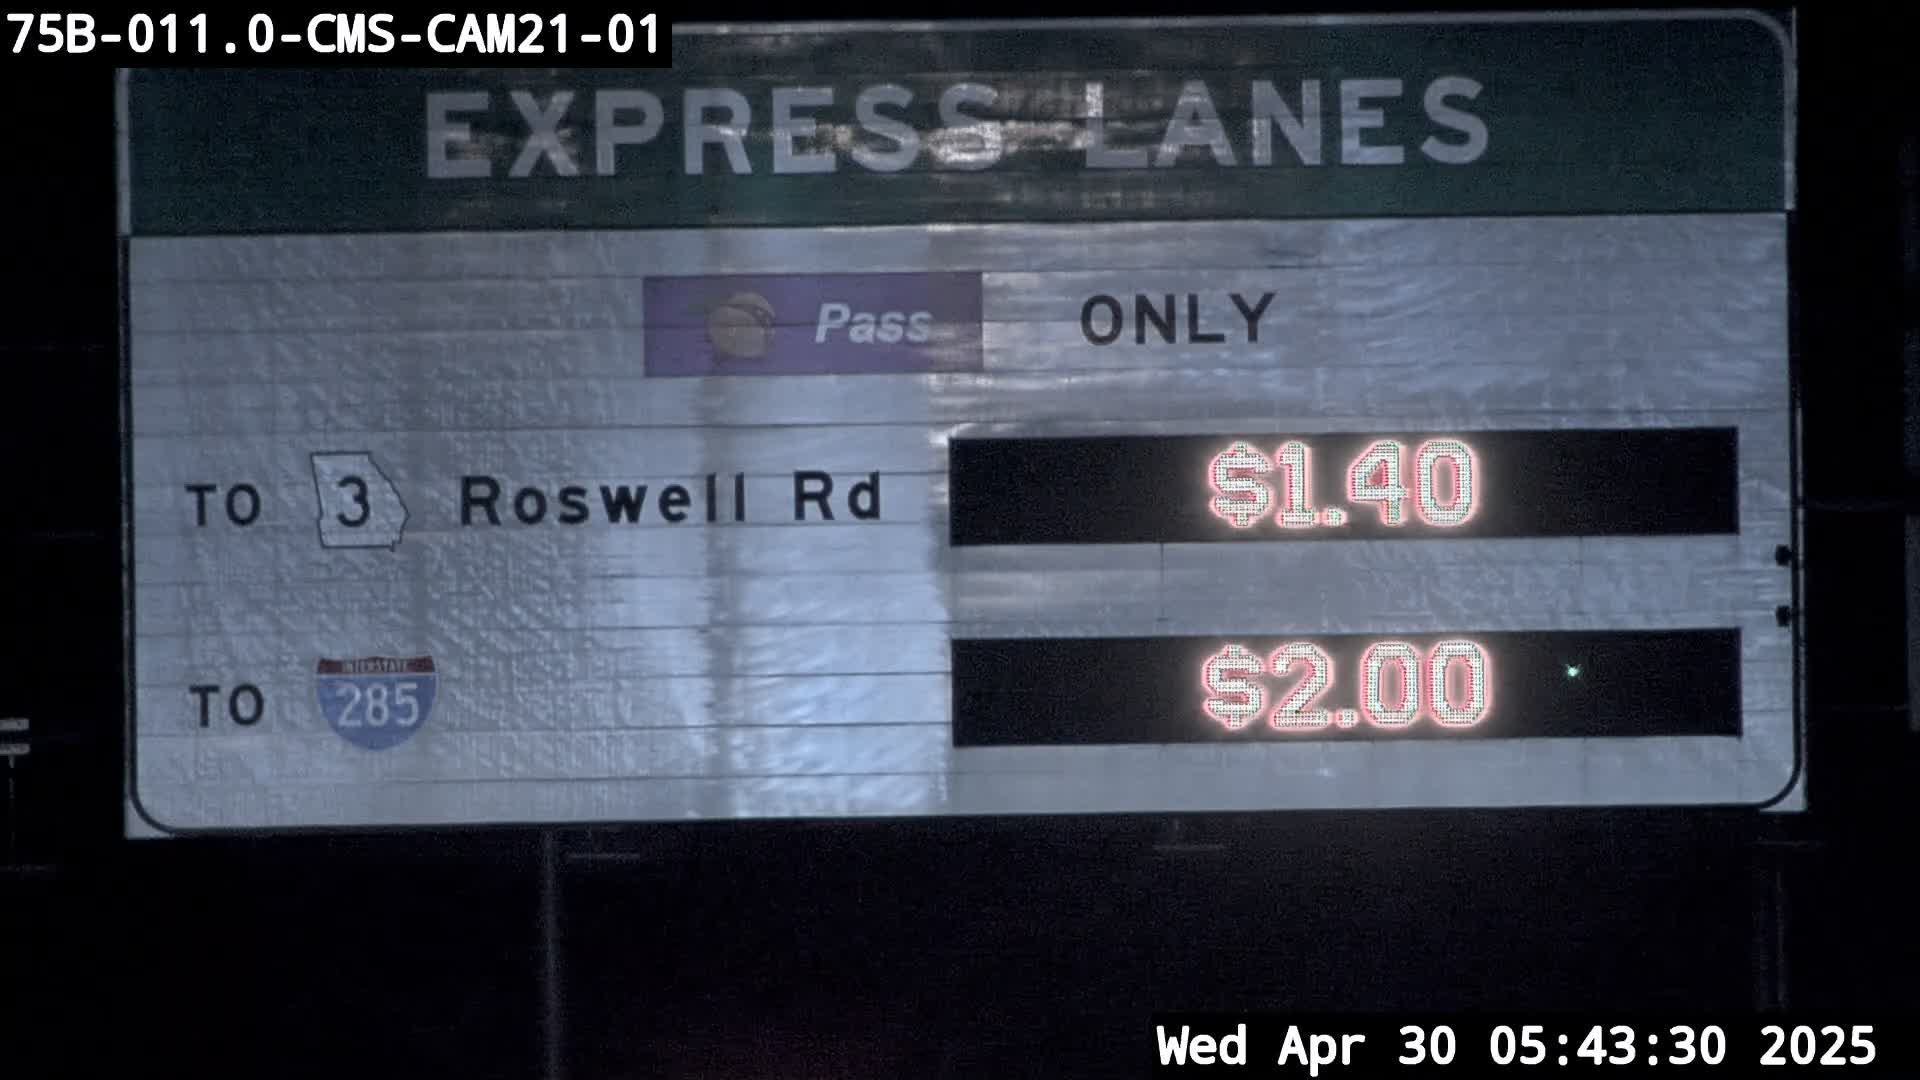 75B-011.0-CMS-CAM21-01
EXPRESS LANES
Pass ONLY
TO 3 Roswell Rd $1.40
TO INTERSTATE 285 $2.00
Wed Apr 30 05:43:30 2025